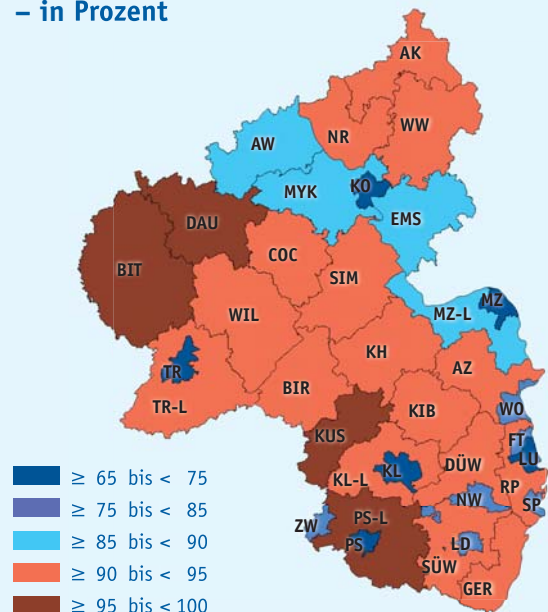 – in Prozent
AK
NR
WW
AW
MYK
KO
EMS
DAU
COC
BIT
SIM
WIL
MZ
MZ-L
KH
AZ
TR
BIR
TR-L
KIB
WO
KUS
FT
LU
KL
DÜW
KL-L
RP
NW
SP
ZW
PS-L
PS
LD
SÜW
GER
≥ 65 bis < 75
≥ 75 bis < 85
≥ 85 bis < 90
≥ 90 bis < 95
≥ 95 bis < 100